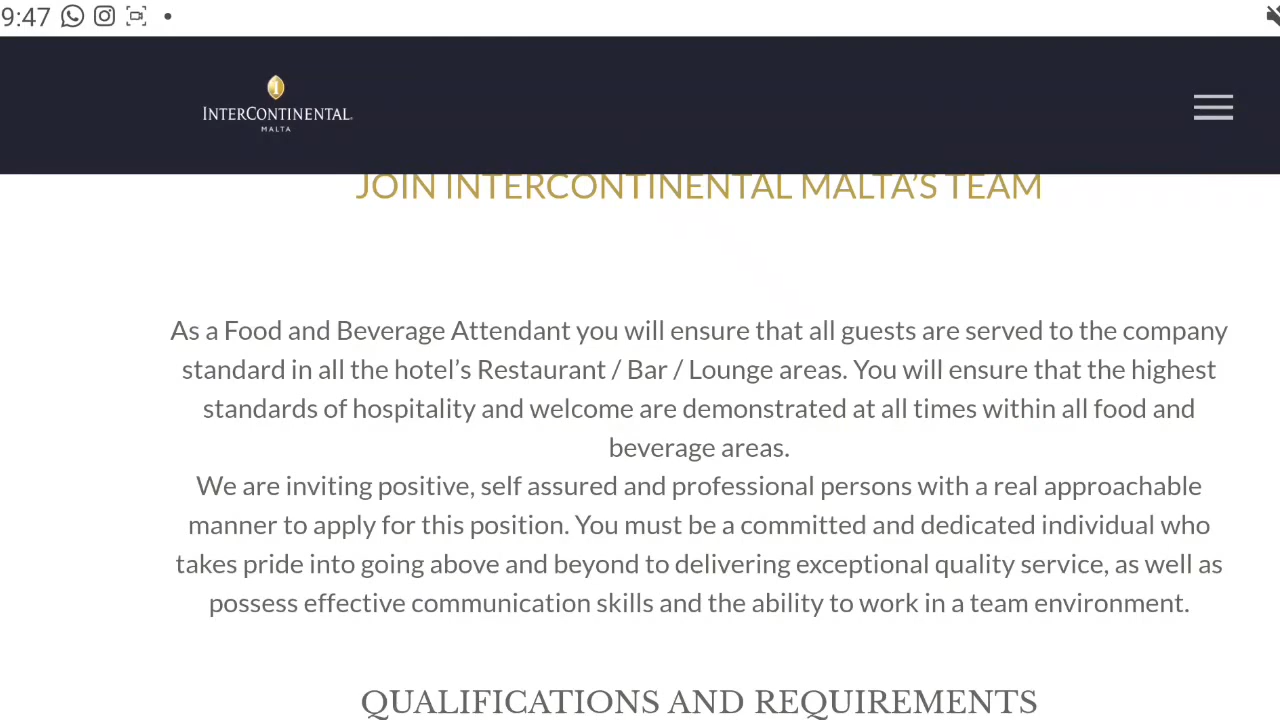 9:47
INTERCONTINENTAL
MALTA
JOIN INTERCONTINENTAL MALTA’S TEAM
As a Food and Beverage Attendant you will ensure that all guests are served to the company
standard in all the hotel’s Restaurant / Bar / Lounge areas. You will ensure that the highest
standards of hospitality and welcome are demonstrated at all times within all food and
beverage areas.
We are inviting positive, self assured and professional persons with a real approachable
manner to apply for this position. You must be a committed and dedicated individual who
takes pride into going above and beyond to delivering exceptional quality service, as well as
possess effective communication skills and the ability to work in a team environment.
QUALIFICATIONS AND REQUIREMENTS